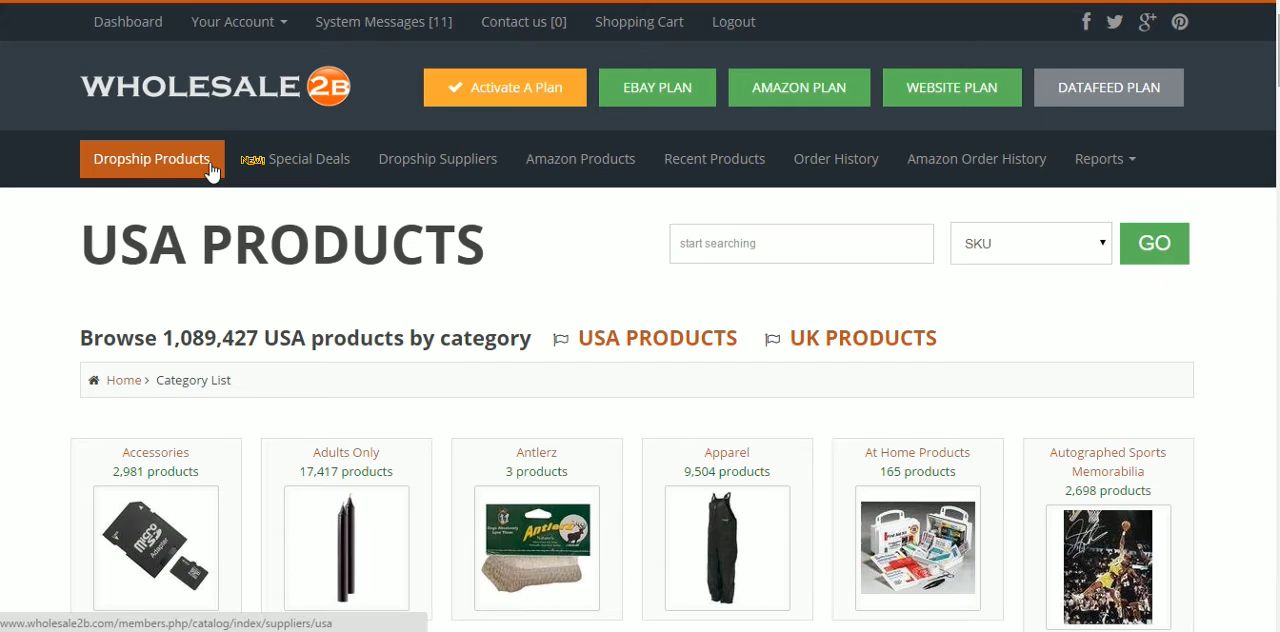 Dashboard Your Account System Messages [11] Contact us [0] Shopping Cart Logout
WHOLESALE 2B Activate A Plan EBAY PLAN AMAZON PLAN WEBSITE PLAN DATAFEED PLAN
Dropship Products NEW! Special Deals Dropship Suppliers Amazon Products Recent Products Order History Amazon Order History Reports
USA PRODUCTS start searching SKU GO
Browse 1,089,427 USA products by category USA PRODUCTS UK PRODUCTS
Home > Category List
Accessories Adults Only Antlerz Apparel At Home Products Autographed Sports Memorabilia
2,981 products 17,417 products 3 products 9,504 products 165 products 2,698 products
micro SD Adapter
Antlerz
www.wholesale2b.com/members.php/catalog/index/suppliers/usa